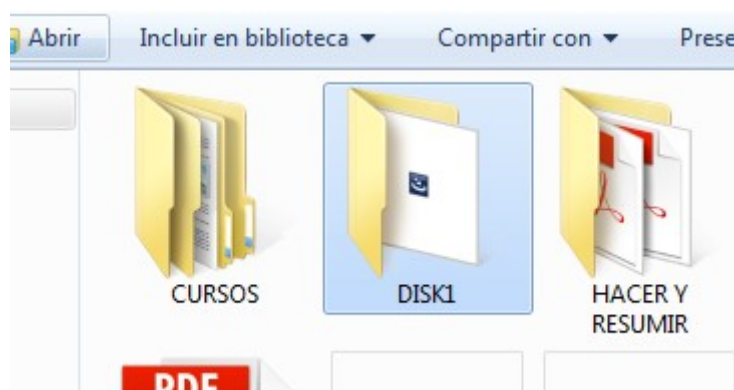 Abrir Incluir en biblioteca Compartir con Prese
CURSOS DISK1 HACER Y
RESUMIR
PDF